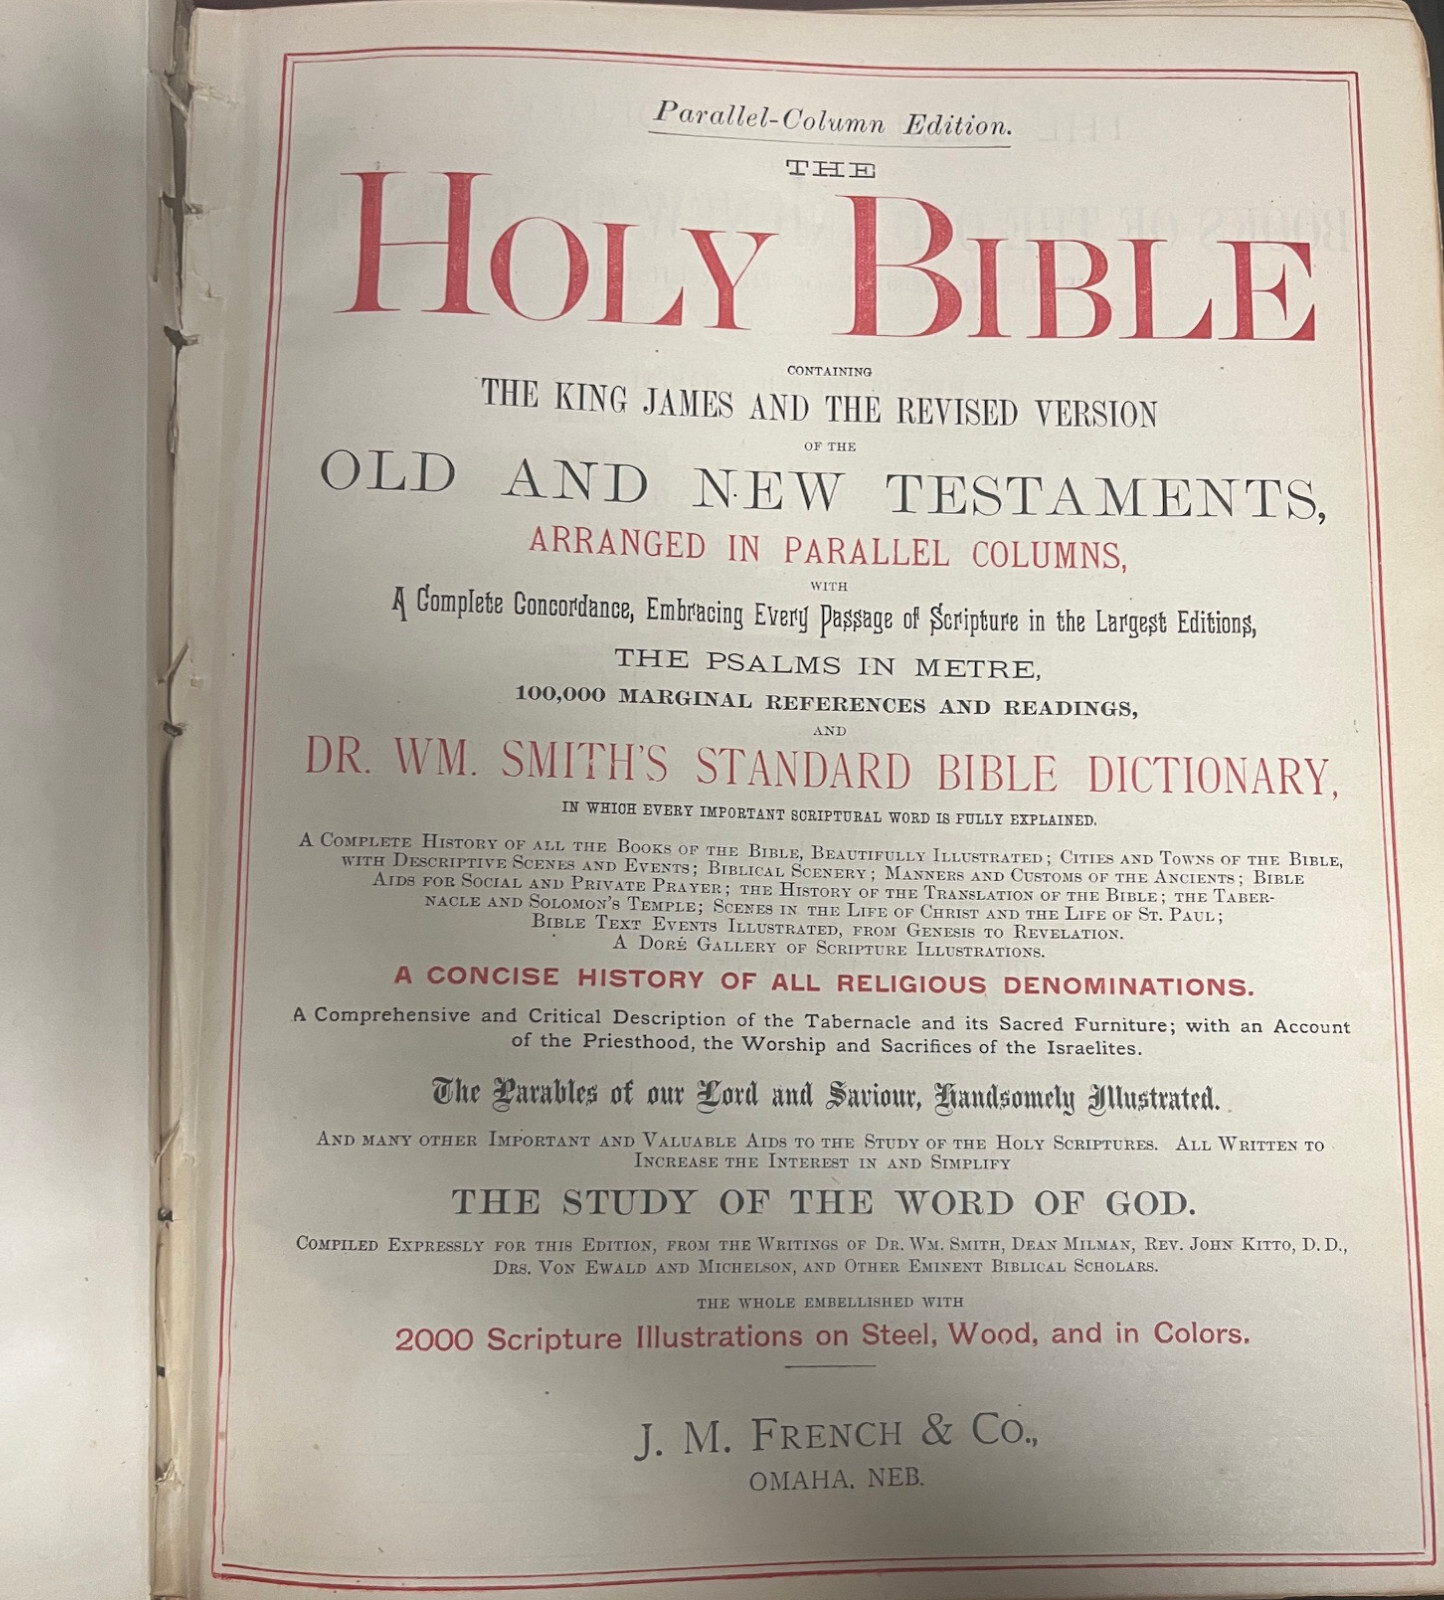 Parallel-Column Edition.
THE
HOLY BIBLE
CONTAINING
THE KING JAMES AND THE REVISED VERSION
OF THE
OLD AND NEW TESTAMENTS,
ARRANGED IN PARALLEL COLUMNS,
WITH
A Complete Concordance, Embracing Every Passage of Scripture in the Largest Editions,
THE PSALMS IN METRE,
100,000 MARGINAL REFERENCES AND READINGS,
AND
DR. WM. SMITH'S STANDARD BIBLE DICTIONARY,
IN WHICH EVERY IMPORTANT SCRIPTURAL WORD IS FULLY EXPLAINED.
A COMPLETE HISTORY OF ALL THE BOOKS OF THE BIBLE, BEAUTIFULLY ILLUSTRATED; CITIES AND TOWNS OF THE BIBLE,
WITH DESCRIPTIVE SCENES AND EVENTS; BIBLICAL SCENERY; MANNERS AND CUSTOMS OF THE ANCIENTS; BIBLE
AIDS FOR SOCIAL AND PRIVATE PRAYER; THE HISTORY OF THE TRANSLATION OF THE BIBLE; THE TABER-
NACLE AND SOLOMON'S TEMPLE; SCENES IN THE LIFE OF CHRIST AND THE LIFE OF ST. PAUL;
BIBLE TEXT EVENTS ILLUSTRATED, FROM GENESIS TO REVELATION.
A DORÉ GALLERY OF SCRIPTURE ILLUSTRATIONS.
A CONCISE HISTORY OF ALL RELIGIOUS DENOMINATIONS.
A Comprehensive and Critical Description of the Tabernacle and its Sacred Furniture; with an Account
of the Priesthood, the Worship and Sacrifices of the Israelites.
The Parables of our Lord and Saviour, Handsomely Illustrated.
AND MANY OTHER IMPORTANT AND VALUABLE AIDS TO THE STUDY OF THE HOLY SCRIPTURES. ALL WRITTEN TO
INCREASE THE INTEREST IN AND SIMPLIFY
THE STUDY OF THE WORD OF GOD.
COMPILED EXPRESSLY FOR THIS EDITION, FROM THE WRITINGS OF DR. WM. SMITH, DEAN MILMAN, REV. JOHN KITTO, D. D.,
DRS. VON EWALD AND MICHELSON, AND OTHER EMINENT BIBLICAL SCHOLARS.
THE WHOLE EMBELLISHED WITH
2000 Scripture Illustrations on Steel, Wood, and in Colors.
J. M. FRENCH & CO.,
OMAHA, NEB.